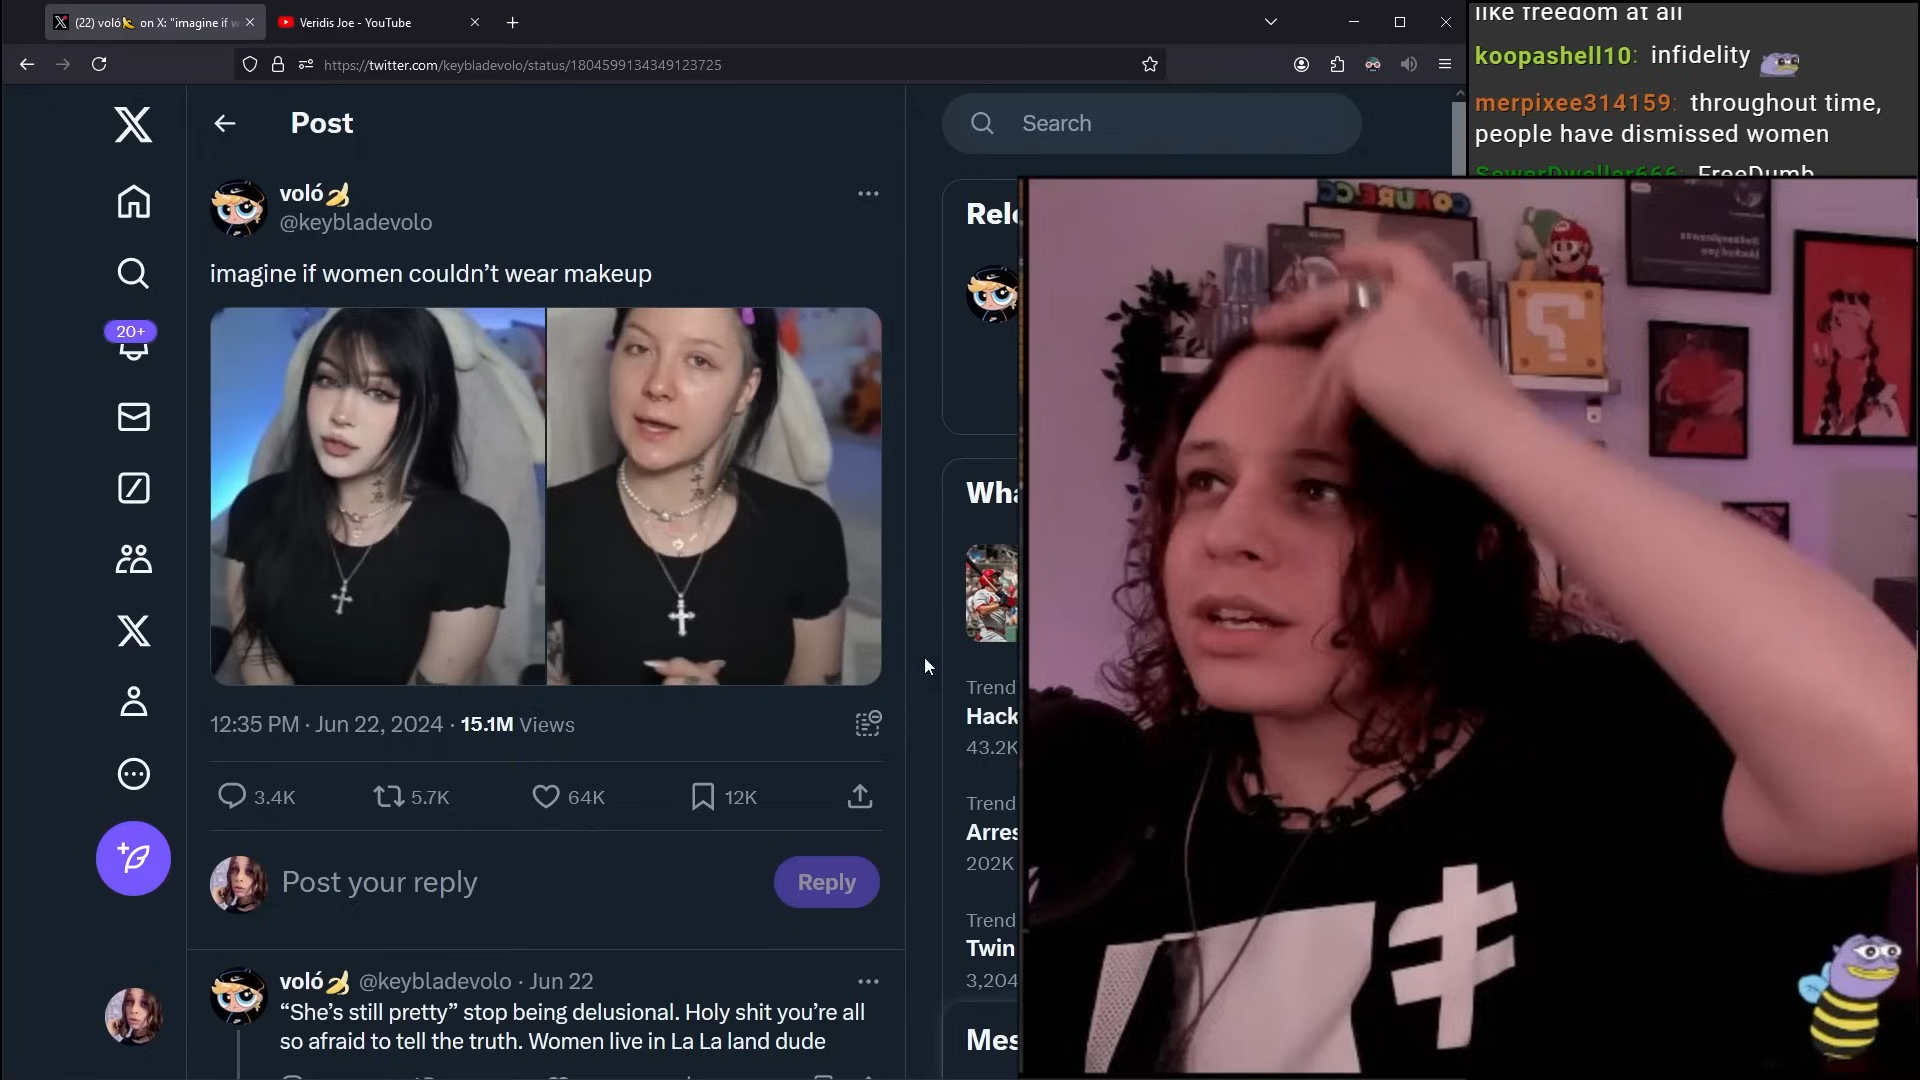 (22) voló🍌 on X: "imagine if w
Veridis Joe - YouTube
https://twitter.com/keybladevolo/status/1804599134349123725
like freedom at all
koopashell10: infidelity
merpixee314159: throughout time,
people have dismissed women
SewerDweller666: FreeDumb
Post
Search
voló🍌
@keybladevolo
imagine if women couldn’t wear makeup
20+
12:35 PM · Jun 22, 2024 · 15.1M Views
3.4K
5.7K
64K
12K
Post your reply
Reply
voló🍌 @keybladevolo · Jun 22
“She’s still pretty” stop being delusional. Holy shit you’re all
so afraid to tell the truth. Women live in La La land dude
Rele
Wha
Trend
Hack
43.2K
Trend
Arres
202K
Trend
Twin
3,204
Mes